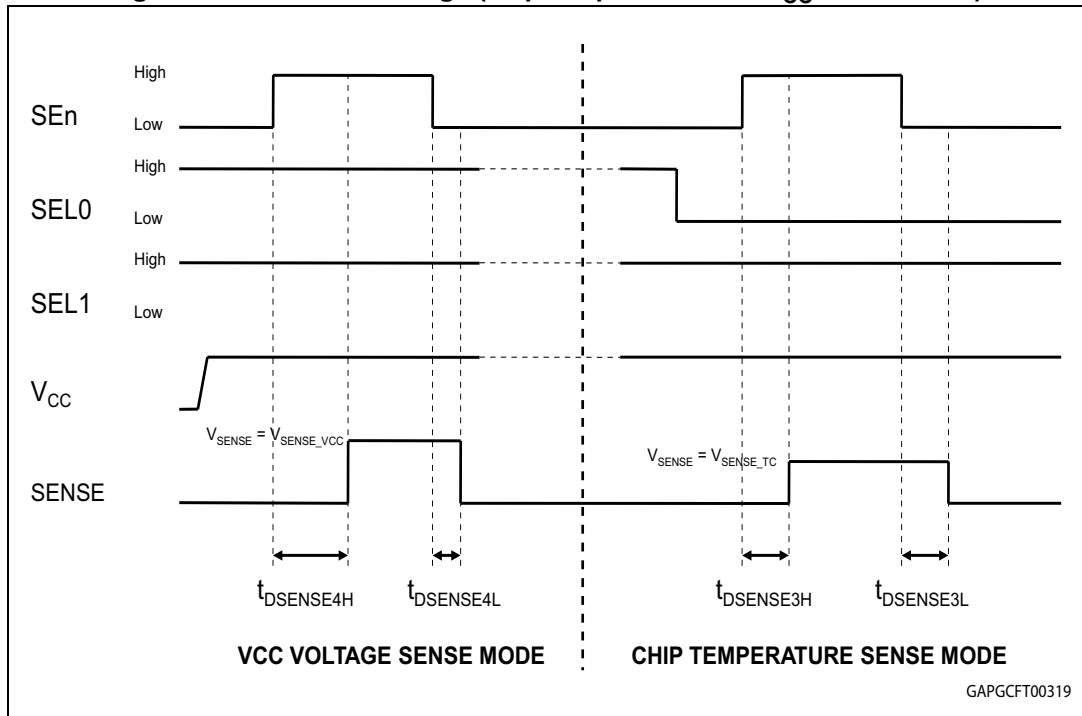 High
SEn
Low
High
SEL0
Low
High
SEL1
Low
VCC
VSENSE = VSENSE_VCC
VSENSE = VSENSE_TC
SENSE
tDSENSE4H
tDSENSE4L
tDSENSE3H
tDSENSE3L
VCC VOLTAGE SENSE MODE
CHIP TEMPERATURE SENSE MODE
GAPGCFT00319